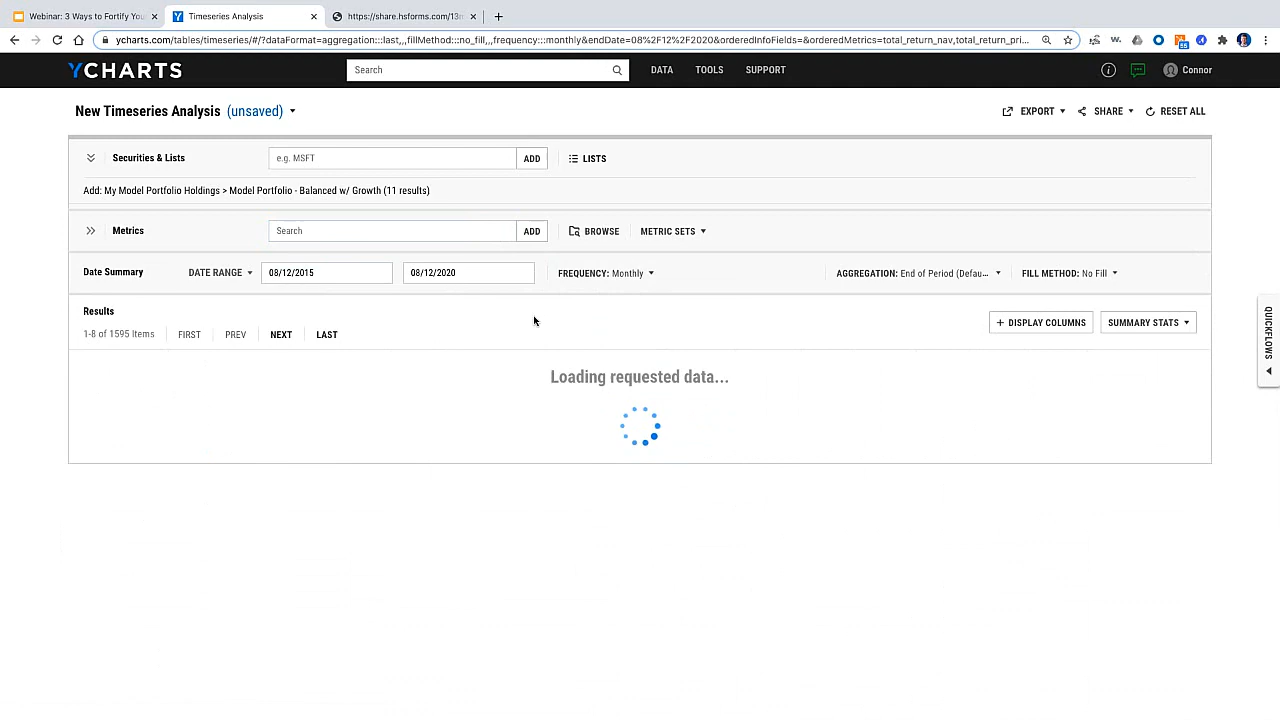 Webinar: 3 Ways to Fortify You
Timeseries Analysis
https://share.hsforms.com/13
ycharts.com/tables/timeseries/#/?dataFormat=aggregation:::last,,,fillMethod:::no_fill,,,frequency:::monthly&endDate=08%2F12%2F2020&orderedInfoFields=&orderedMetrics=total_return_nav,total_return_pri...
YCHARTS
Search
DATA
TOOLS
SUPPORT
Connor
New Timeseries Analysis (unsaved)
EXPORT
SHARE
RESET ALL
Securities & Lists
e.g. MSFT
ADD
LISTS
Add: My Model Portfolio Holdings > Model Portfolio - Balanced w/ Growth (11 results)
Metrics
Search
ADD
BROWSE
METRIC SETS
Date Summary
DATE RANGE
08/12/2015
08/12/2020
FREQUENCY: Monthly
AGGREGATION: End of Period (Defau...
FILL METHOD: No Fill
Results
1-8 of 1595 Items
FIRST
PREV
NEXT
LAST
+ DISPLAY COLUMNS
SUMMARY STATS
QUICKFLOWS
Loading requested data...